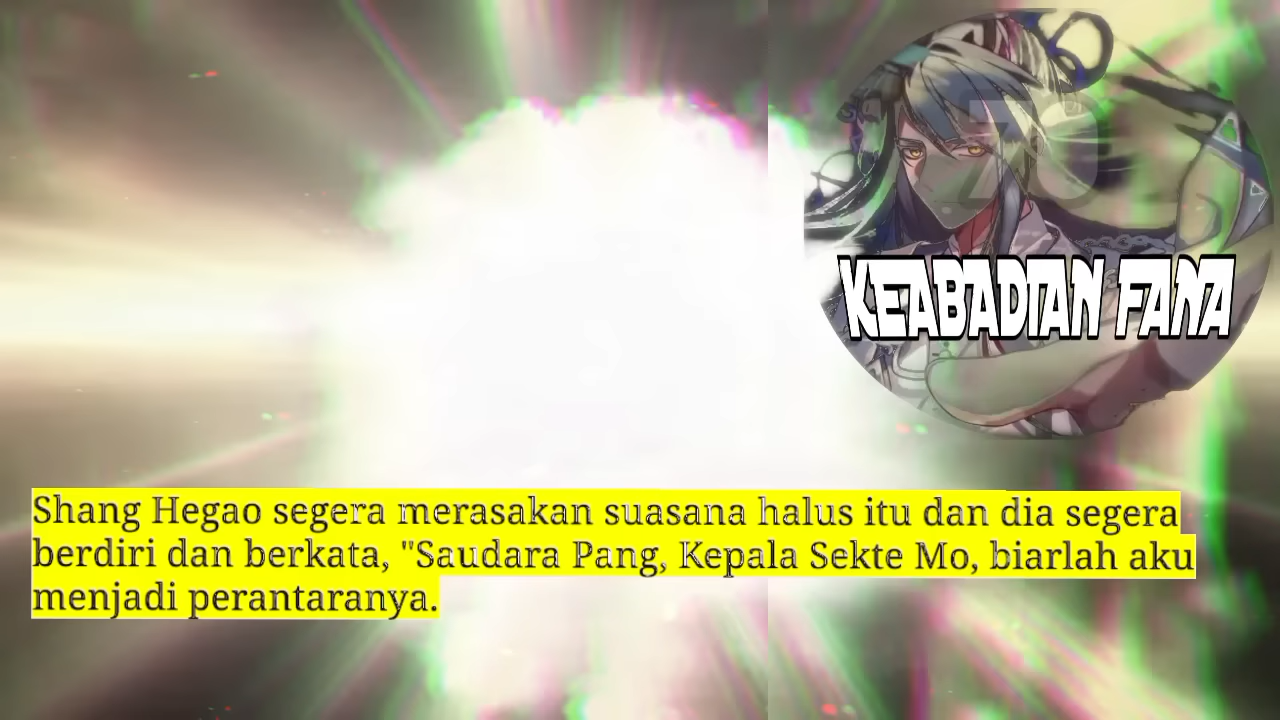 KEABADIAN FANA
Shang Hegao segera merasakan suasana halus itu dan dia segera
berdiri dan berkata, "Saudara Pang, Kepala Sekte Mo, biarlah aku
menjadi perantaranya.